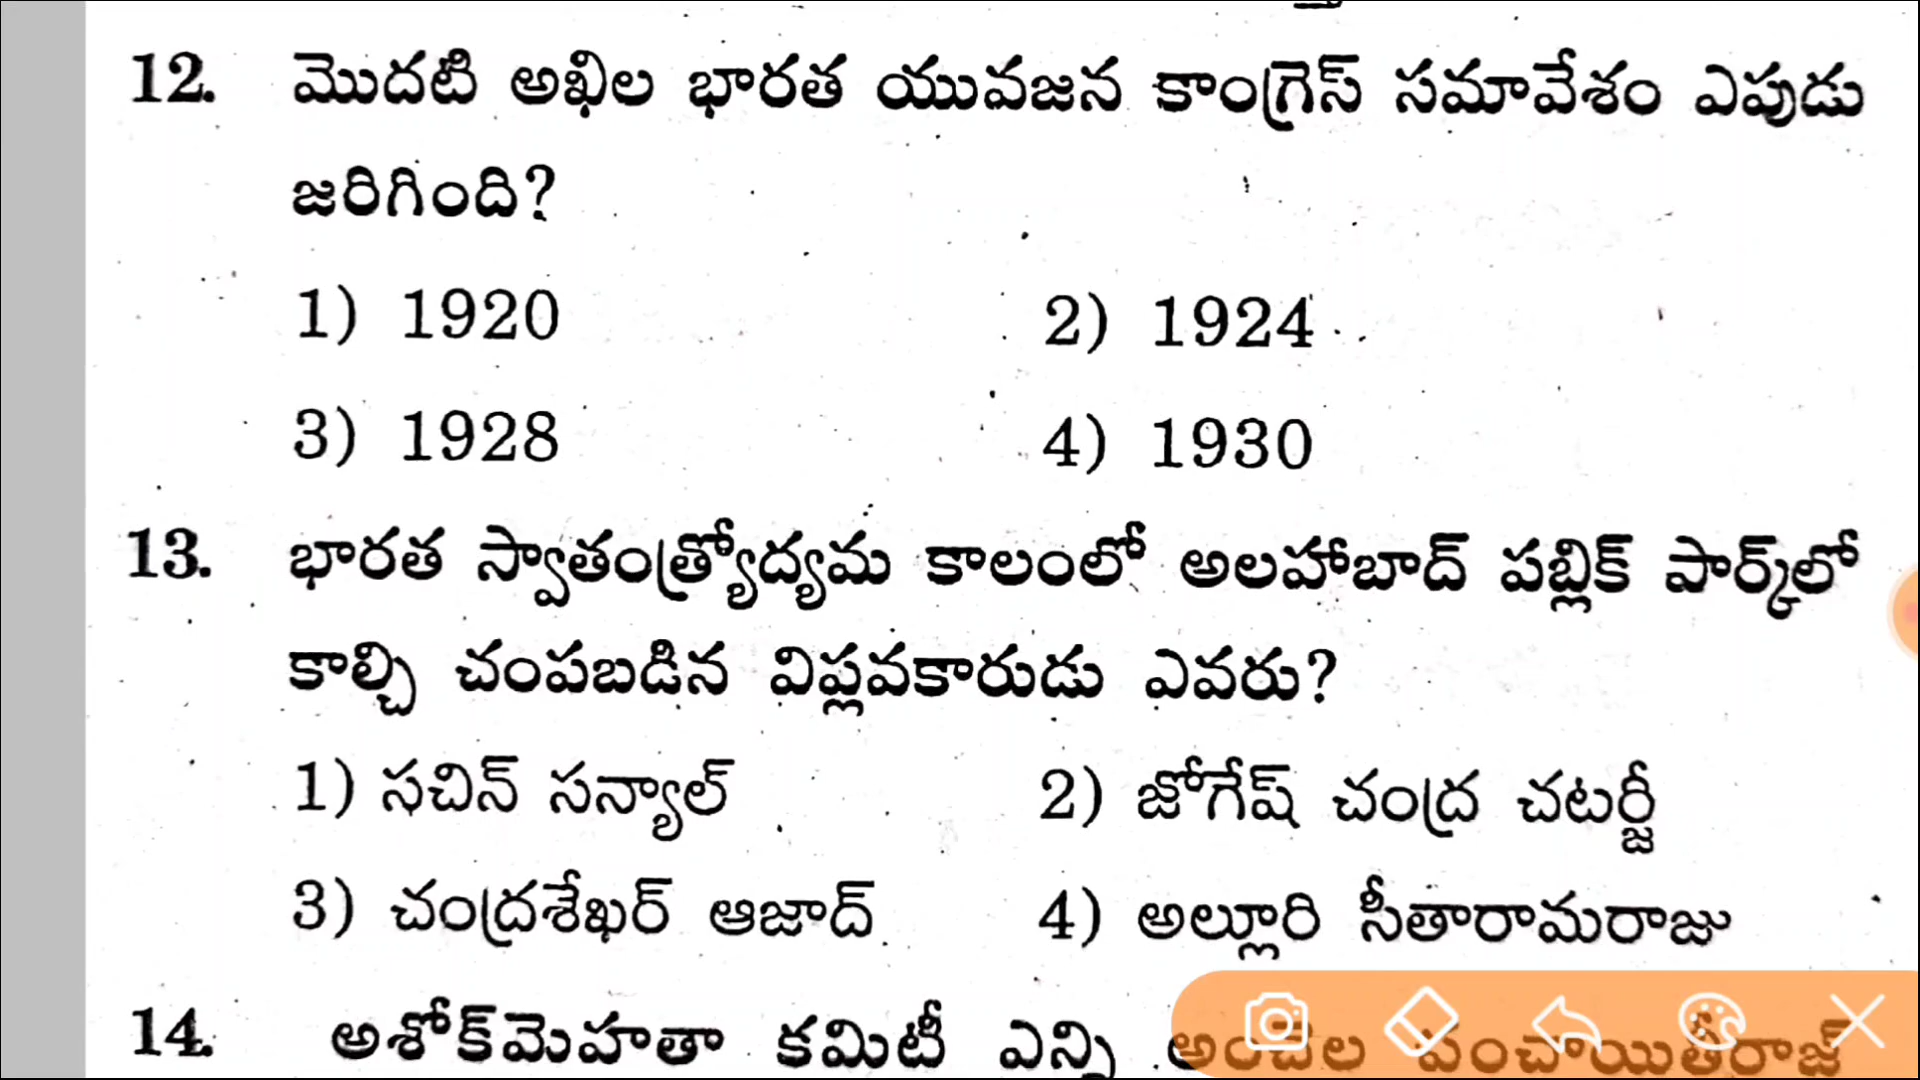 12. మొదటి అఖిల భారత యువజన కాంగ్రెస్ సమావేశం ఎపుడు
జరిగింది?
1) 1920 2) 1924
3) 1928 4) 1930
13. భారత స్వాతంత్ర్యోద్యమ కాలంలో అలహాబాద్ పబ్లిక్ పార్క్‌లో
కాల్చి చంపబడిన విప్లవకారుడు ఎవరు?
1) సచిన్ సన్యాల్ 2) జోగేష్ చంద్ర చటర్జీ
3) చంద్రశేఖర్ ఆజాద్ 4) అల్లూరి సీతారామరాజు
14. అశోక్‌మెహతా కమిటీ ఎన్ని అంచెల పంచాయితీరాజ్